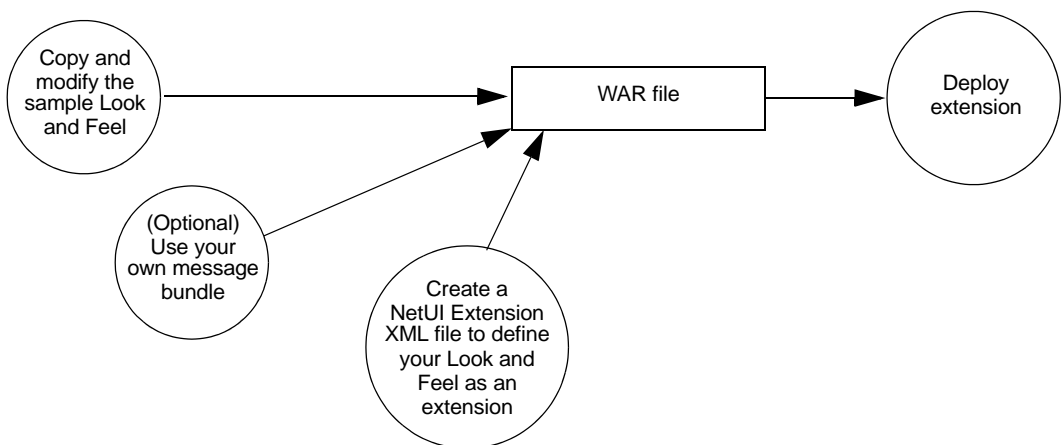 Copy and
modify the
sample Look
and Feel
WAR file
Deploy
extension
(Optional)
Use your
own message
bundle
Create a
NetUI Extension
XML file to define
your Look and
Feel as an
extension